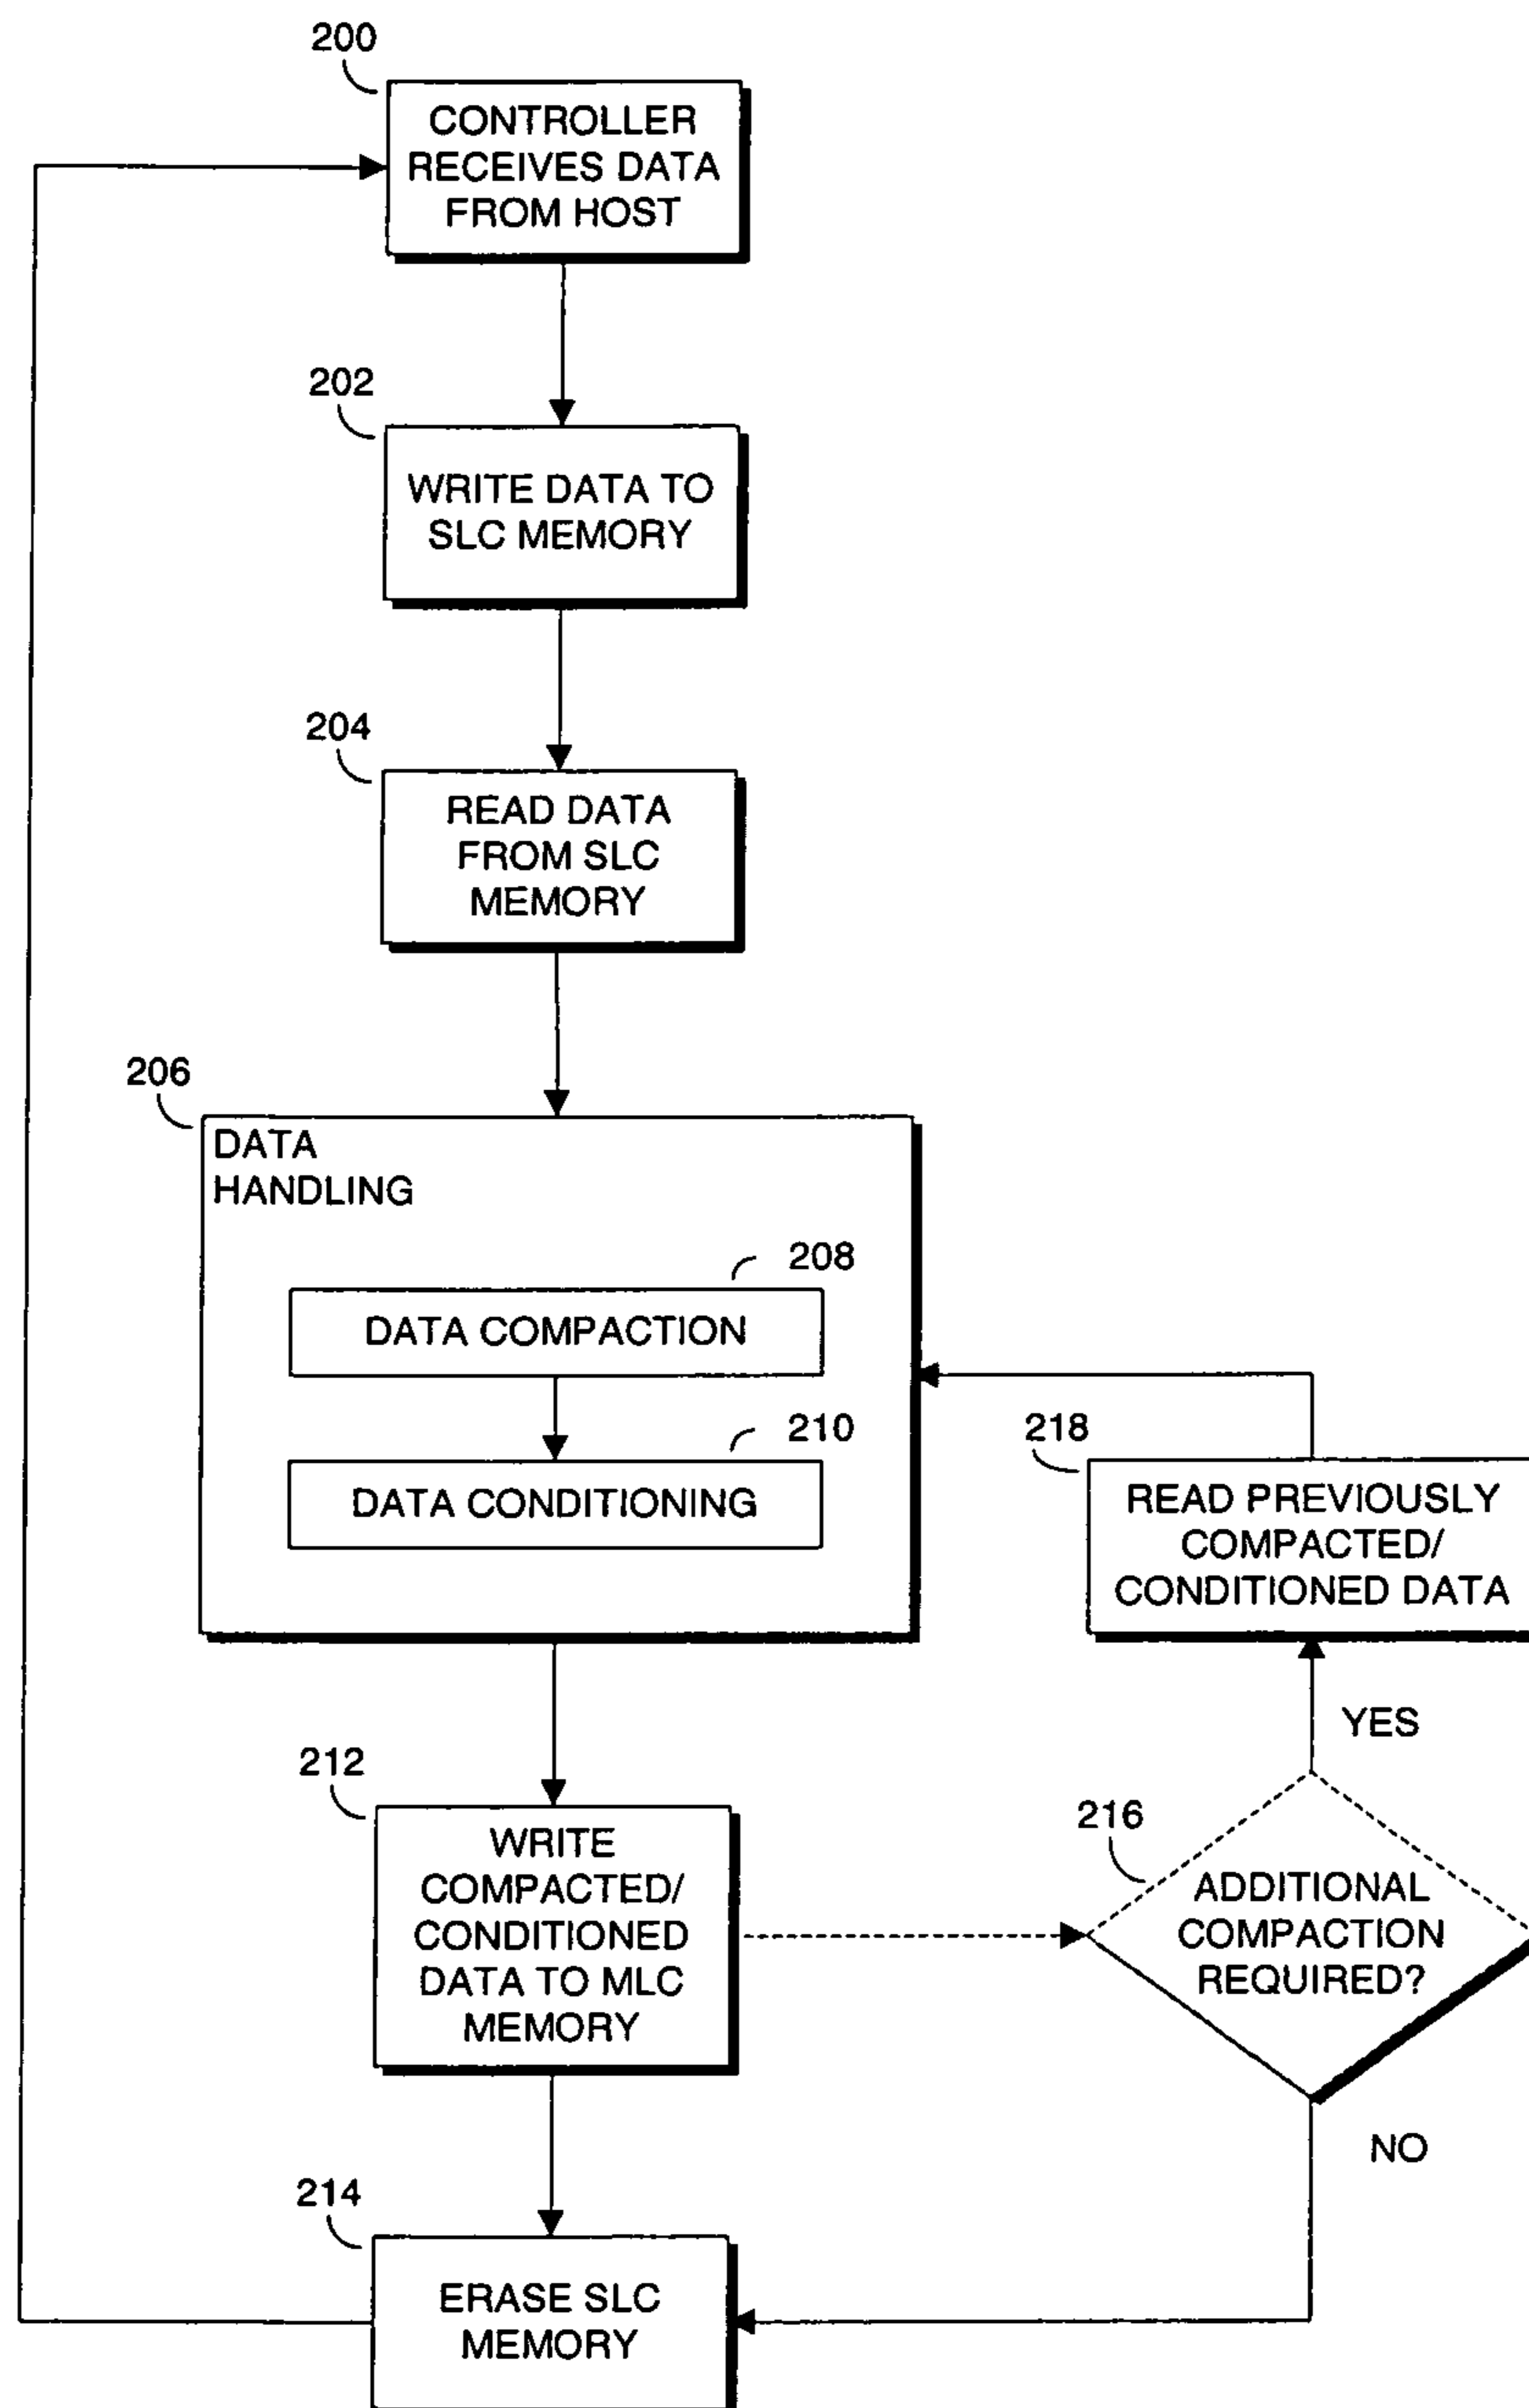 200
CONTROLLER
RECEIVES DATA
FROM HOST
202
WRITE DATA TO
SLC MEMORY
204
READ DATA
FROM SLC
MEMORY
206
DATA
HANDLING
208
DATA COMPACTION
210
DATA CONDITIONING
218
READ PREVIOUSLY
COMPACTED/
CONDITIONED DATA
YES
212
WRITE
COMPACTED/
CONDITIONED
DATA TO MLC
MEMORY
216
ADDITIONAL
COMPACTION
REQUIRED?
NO
214
ERASE SLC
MEMORY